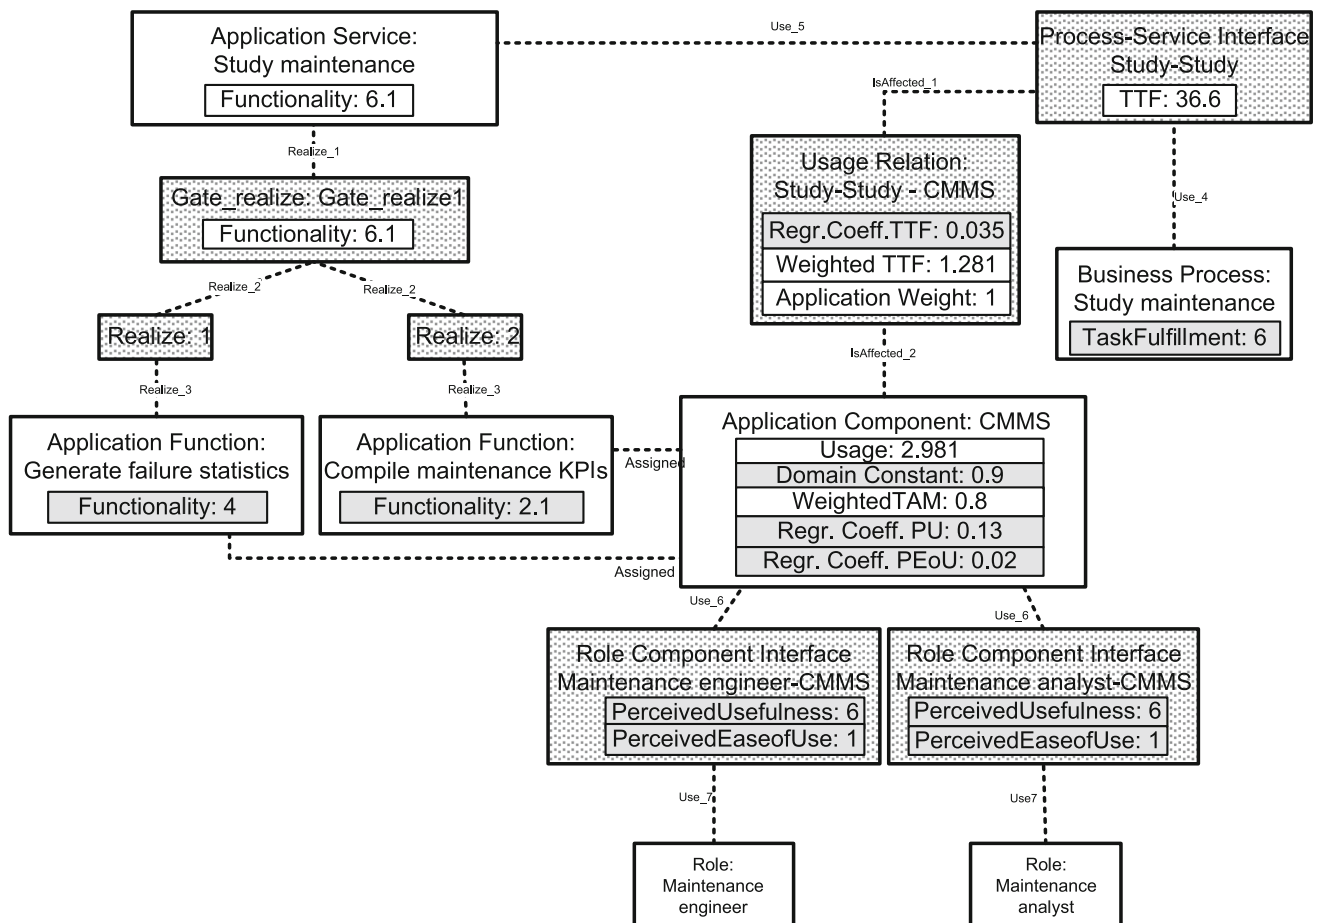 Application Service:
Study maintenance
Functionality: 6.1
Use_5
Process-Service Interface
Study-Study
TTF: 36.6
IsAffected_1
Realize_1
Usage Relation:
Study-Study - CMMS
Regr.Coeff.TTF: 0.035
Weighted TTF: 1.281
Application Weight: 1
Use_4
Gate_realize: Gate_realize1
Functionality: 6.1
Business Process:
Study maintenance
TaskFulfillment: 6
Realize_2
Realize_2
Realize: 1
Realize: 2
IsAffected_2
Realize_3
Realize_3
Application Function:
Generate failure statistics
Functionality: 4
Application Function:
Compile maintenance KPIs
Functionality: 2.1
Assigned
Assigned
Application Component: CMMS
Usage: 2.981
Domain Constant: 0.9
WeightedTAM: 0.8
Regr. Coeff. PU: 0.13
Regr. Coeff. PEoU: 0.02
Use_6
Use_6
Role Component Interface
Maintenance engineer-CMMS
PerceivedUsefulness: 6
PerceivedEaseofUse: 1
Role Component Interface
Maintenance analyst-CMMS
PerceivedUsefulness: 6
PerceivedEaseofUse: 1
Use_7
Use7
Role:
Maintenance
engineer
Role:
Maintenance
analyst